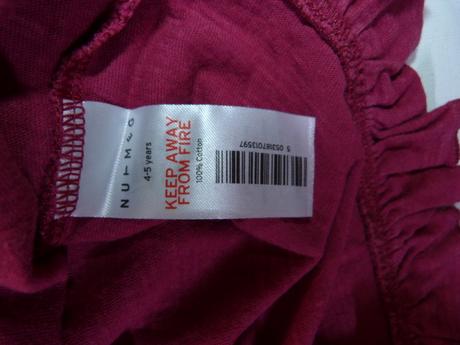 NUTMEG
4-5 years
KEEP AWAY
FROM FIRE
100% Cotton
5 053187013597